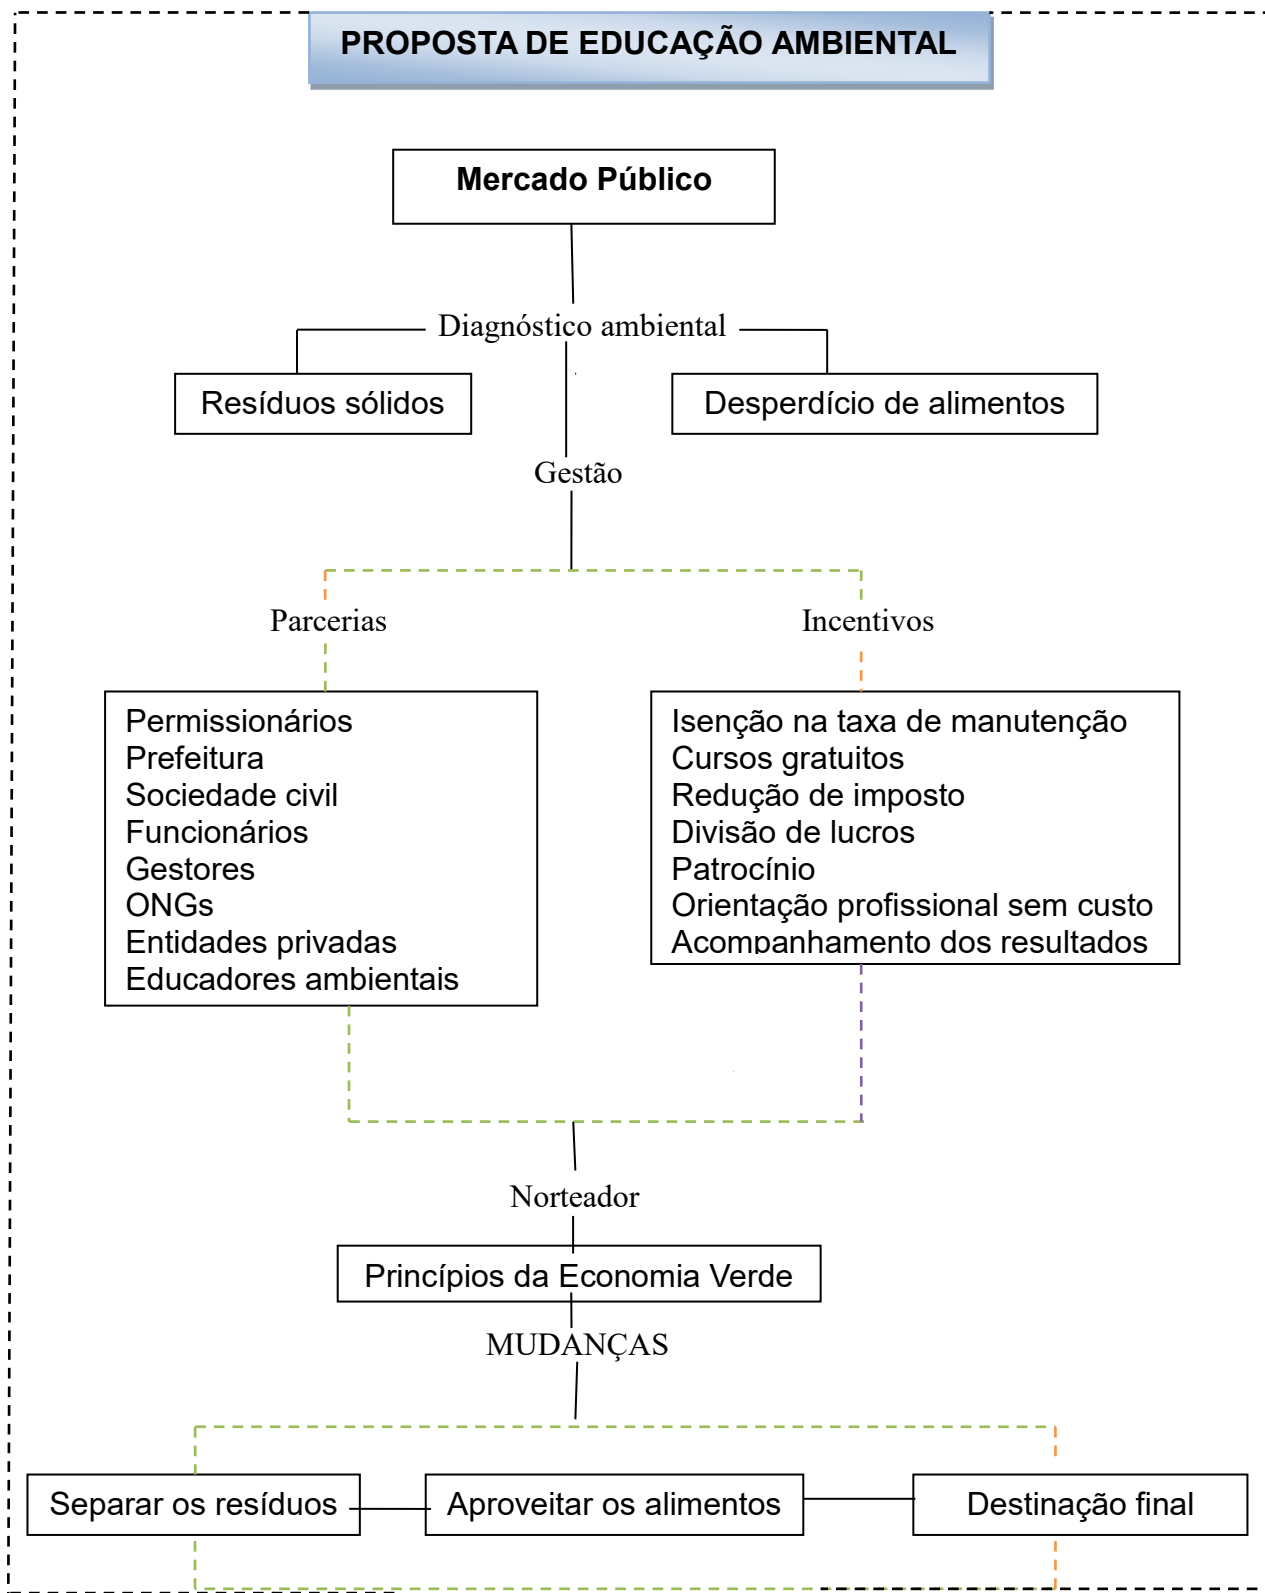 PROPOSTA DE EDUCAÇÃO AMBIENTAL
Mercado Público
Diagnóstico ambiental
Resíduos sólidos
Desperdício de alimentos
Gestão
Parcerias
Incentivos
Permissionários
Prefeitura
Sociedade civil
Funcionários
Gestores
ONGs
Entidades privadas
Educadores ambientais
Isenção na taxa de manutenção
Cursos gratuitos
Redução de imposto
Divisão de lucros
Patrocínio
Orientação profissional sem custo
Acompanhamento dos resultados
Norteador
Princípios da Economia Verde
MUDANÇAS
Separar os resíduos
Aproveitar os alimentos
Destinação final